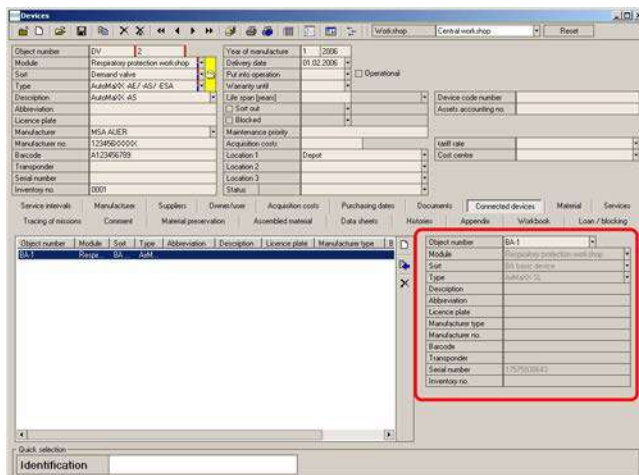 Devices
Workshop Central workshop Reset
Object number DV 2 Year of manufacture 1 2006
Module Respiratory protection workshop Delivery date 01.02.2006
Sort Demand valve Put into operation Operational
Type AutoMaXX-AE/-AS/-ESA Warranty until
Description AutoMaXX-AS Life span [years] Device code number
Abbreviation Sort out Assets accounting no.
Licence plate Blocked
Manufacturer MSA AUER Maintenance priority
Manufacturer no. Acquisition costs tariff rate
Barcode A123456789 Location 1 Depot Cost centre
Transponder Location 2
Serial number Location 3
Inventory no. 0001 Status
Service intervals Manufacturer Suppliers Owner/user Acquisition costs Purchasing dates Documents Connected devices Material Services
Tracing of missions Comment Material preservation Assembled material Data sheets Histories Appendix Workbook Loan / blocking
Object number Module Sort Type Abbreviation Description Licence plate Manufacture type B
BA-1 Respe... BA ... AirM...
Object number BA-1
Module Respiratory protection workshop
Sort BA basic device
Type AirMaXX SL
Description
Abbreviation
Licence plate
Manufacturer type
Manufacturer no.
Barcode
Transponder
Serial number
Inventory no.
Quick selection
Identification